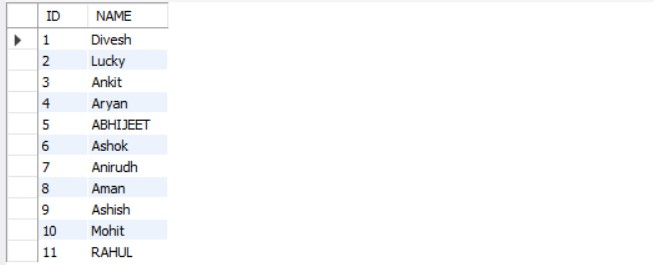 ID NAME
1 Divesh
2 Lucky
3 Ankit
4 Aryan
5 ABHIJEET
6 Ashok
7 Anirudh
8 Aman
9 Ashish
10 Mohit
11 RAHUL